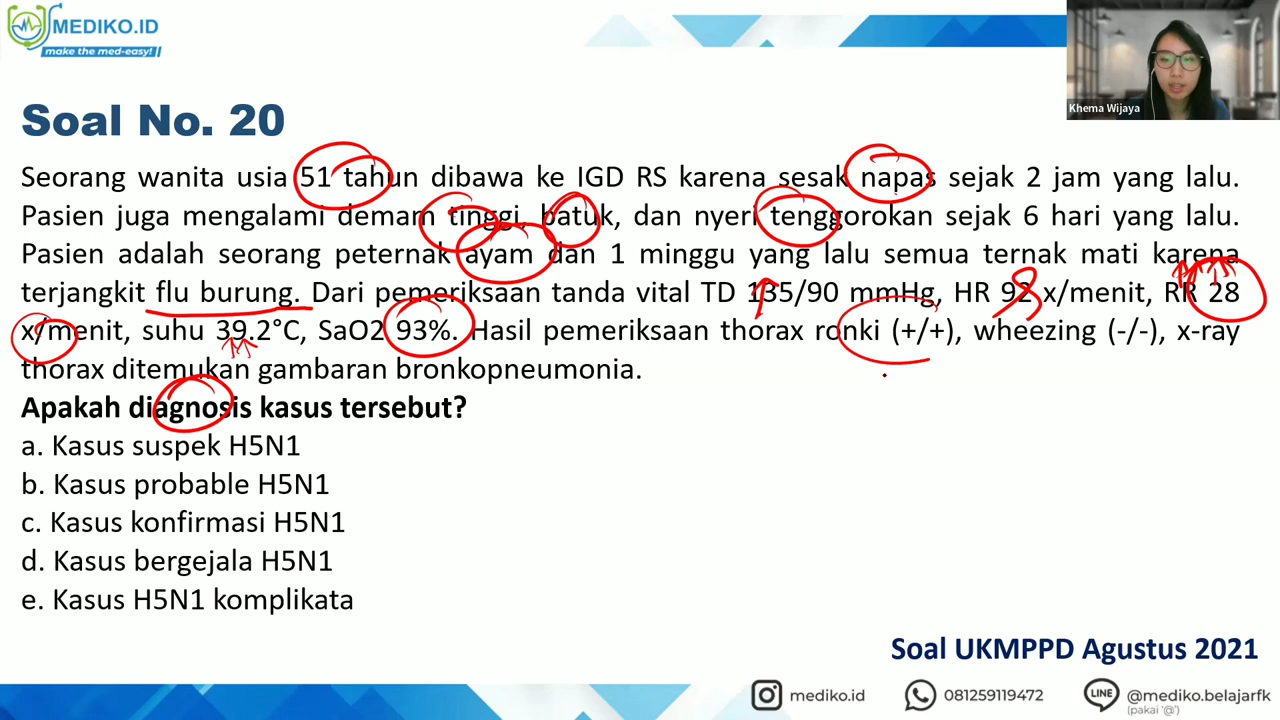 MEDIKO.ID
make the med-easy!
Khema Wijaya
Soal No. 20
Seorang wanita usia 51 tahun dibawa ke IGD RS karena sesak napas sejak 2 jam yang lalu.
Pasien juga mengalami demam tinggi, batuk, dan nyeri tenggorokan sejak 6 hari yang lalu.
Pasien adalah seorang peternak ayam dan 1 minggu yang lalu semua ternak mati karena
terjangkit flu burung. Dari pemeriksaan tanda vital TD 135/90 mmHg, HR 92 x/menit, RR 28
x/menit, suhu 39.2°C, SaO2 93%. Hasil pemeriksaan thorax ronki (+/+), wheezing (-/-), x-ray
thorax ditemukan gambaran bronkopneumonia.
Apakah diagnosis kasus tersebut?
a. Kasus suspek H5N1
b. Kasus probable H5N1
c. Kasus konfirmasi H5N1
d. Kasus bergejala H5N1
e. Kasus H5N1 komplikata
Soal UKMPPD Agustus 2021
mediko.id
081259119472
LINE
@mediko.belajarfk
(pakai '@')